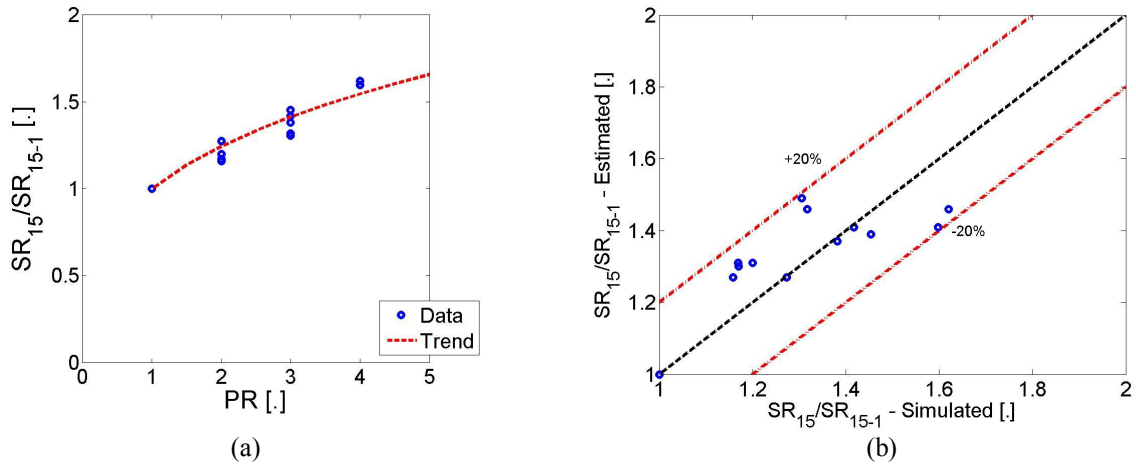 2
1.5
1
0.5
0
SR15/SR15-1 [.]
0 1 2 3 4 5
PR [.]
Data
Trend
(a)
2
1.8
1.6
1.4
1.2
1
SR15/SR15-1 - Estimated [.]
+20%
-20%
1 1.2 1.4 1.6 1.8 2
SR15/SR15-1 - Simulated [.]
(b)